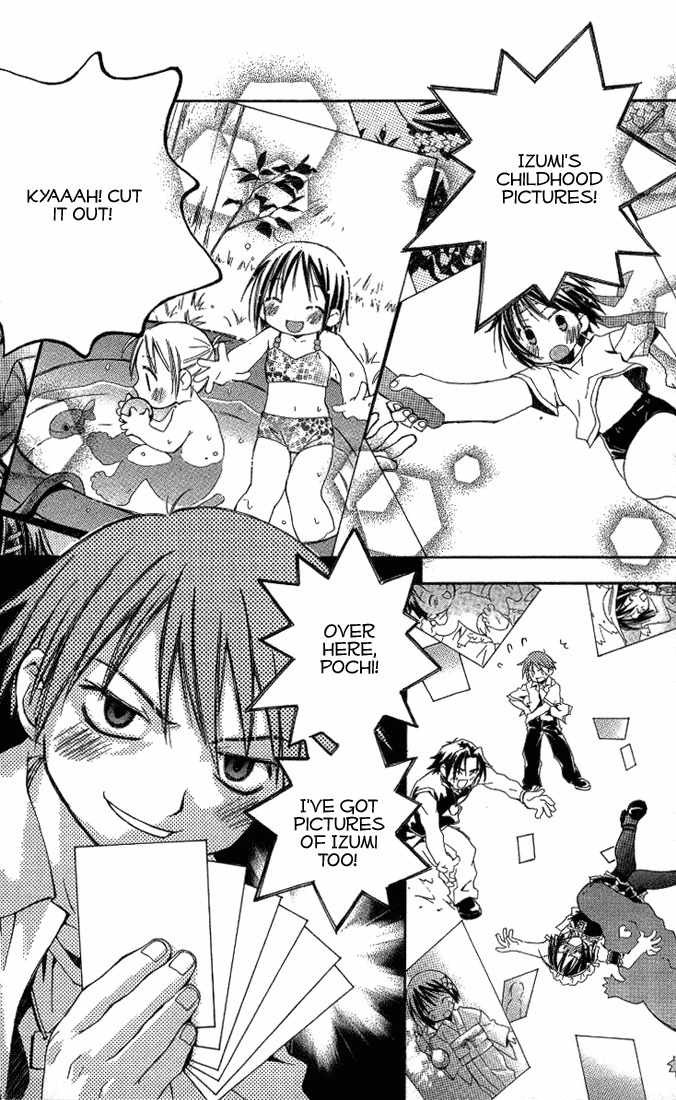 IZUMI'S
CHILDHOOD
PICTURES!
KYAAAH! CUT
IT OUT!
OVER
HERE,
POCHI!
I'VE GOT
PICTURES
OF IZUMI
TOO!